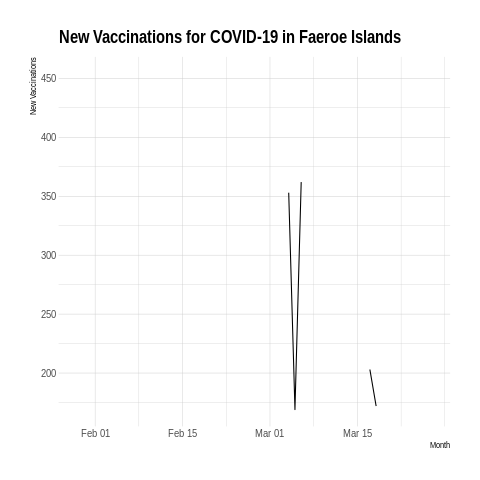 New Vaccinations for COVID-19 in Faeroe Islands
New Vaccinations
450
400
350
300
250
200
Feb 01 Feb 15 Mar 01 Mar 15
Month